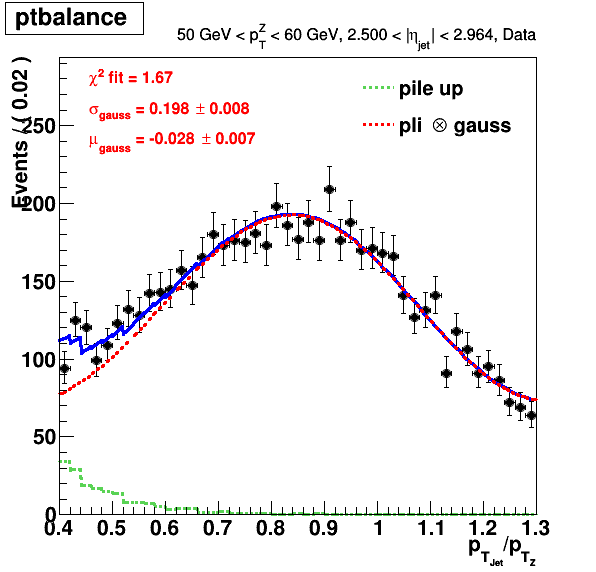 ptbalance
50 GeV < p_T^Z < 60 GeV, 2.500 < |η_jet| < 2.964, Data
Events / ( 0.02 )
χ² fit = 1.67
σ_gauss = 0.198 ± 0.008
μ_gauss = -0.028 ± 0.007
pile up
pli ⊗ gauss
250
200
150
100
50
0
0.4 0.5 0.6 0.7 0.8 0.9 1 1.1 1.2 1.3
p_T_Jet/p_T_Z